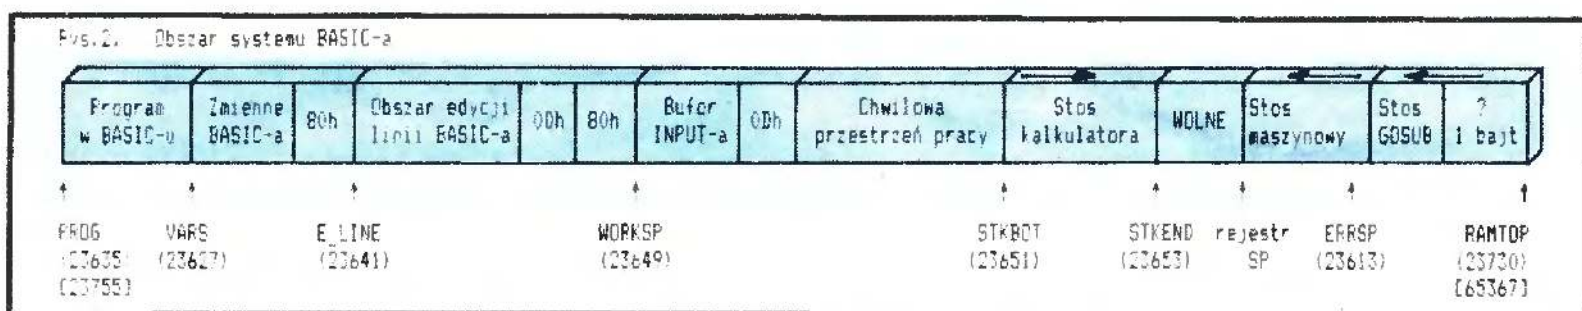 Rys.2. Obszar systemu BASIC-a
Program w BASIC-u
Zmienne BASIC-a
80h
Obszar edycji linii BASIC-a
0Dh
80h
Bufor INPUT-a
0Dh
Chwilowa przestrzeń pracy
Stos kalkulatora
WOLNE
Stos maszynowy
Stos GOSUB
? 1 bajt
PROG (23635) [23755]
VARS (23627)
E_LINE (23641)
WORKSP (23649)
STKBOT (23651)
STKEND (23653)
rejestr SP
ERRSP (23613)
RAMTOP (23730) [65367]